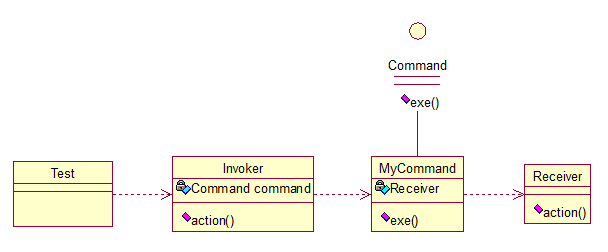 Command
exe()
Test
Invoker
Command command
action()
MyCommand
Receiver
exe()
Receiver
action()